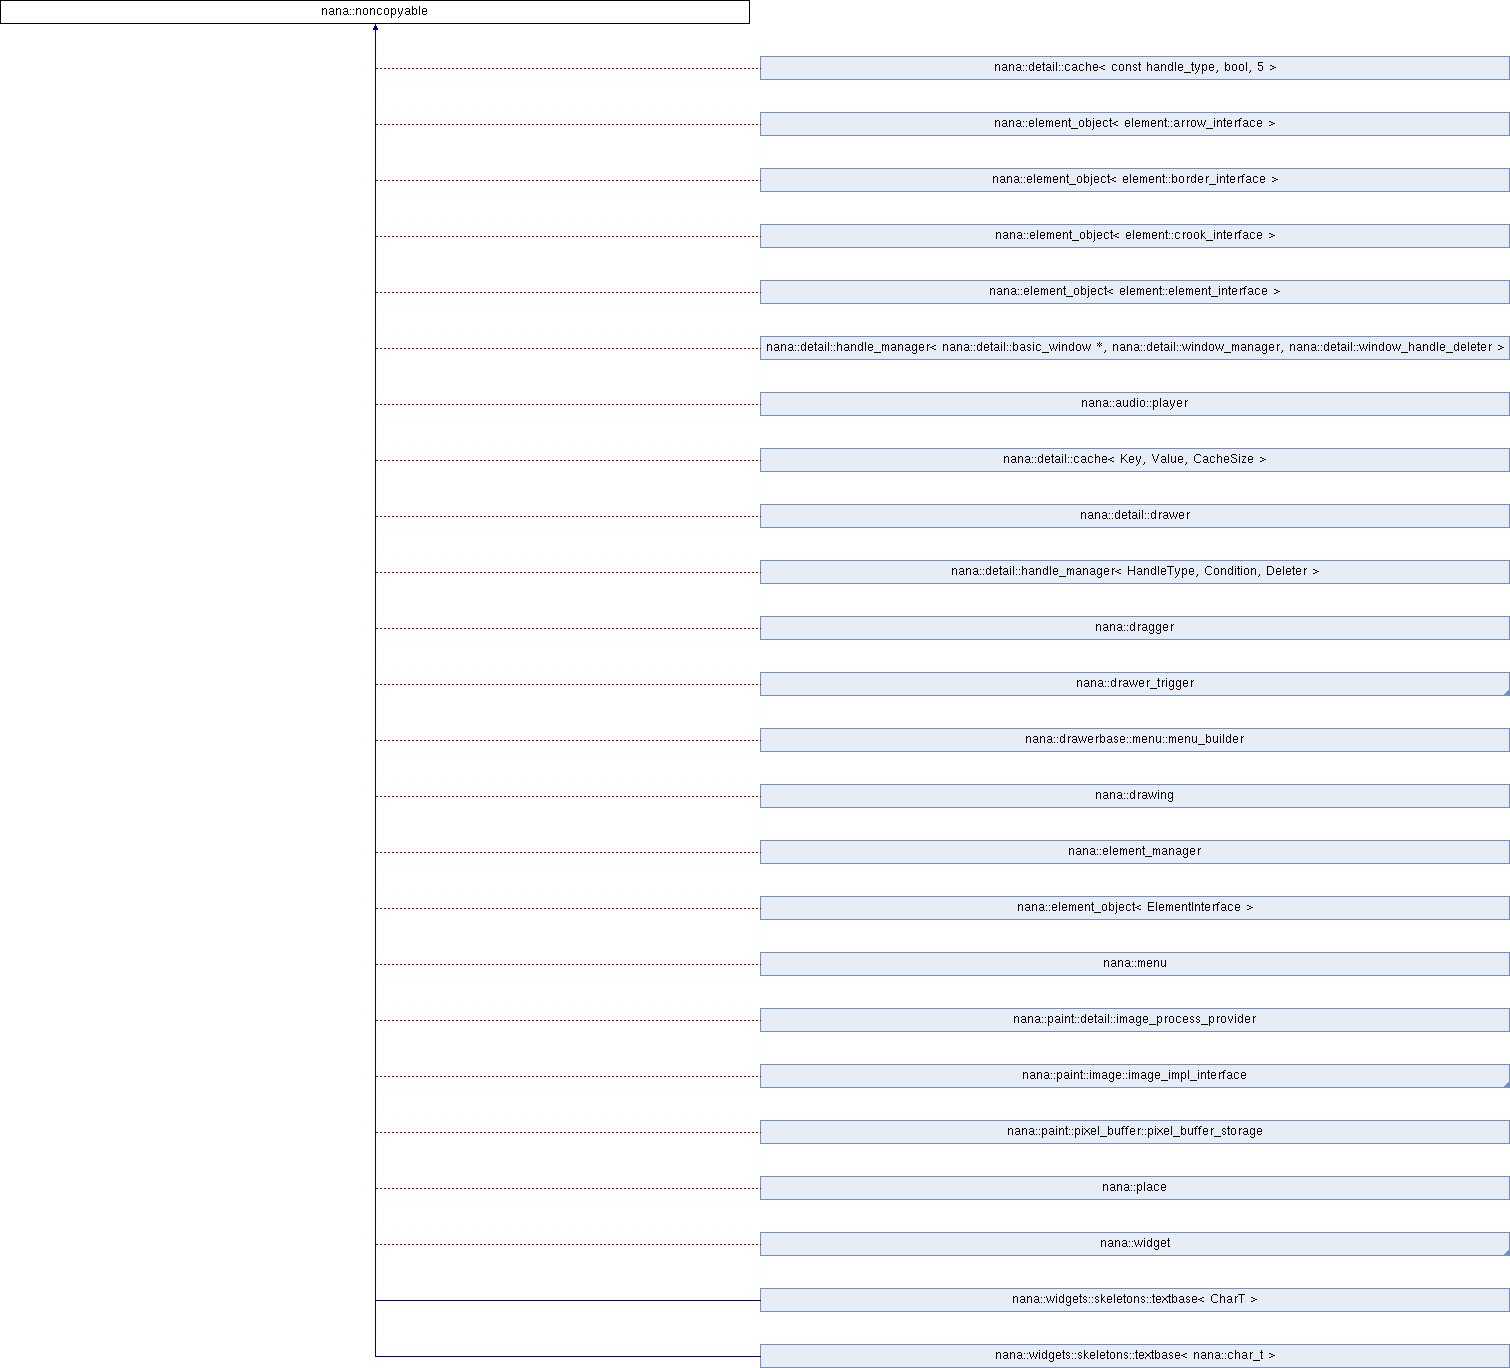 nana::noncopyable
nana::detail::cache< const handle_type, bool, 5 >
nana::element_object< element::arrow_interface >
nana::element_object< element::border_interface >
nana::element_object< element::crook_interface >
nana::element_object< element::element_interface >
nana::detail::handle_manager< nana::detail::basic_window *, nana::detail::window_manager, nana::detail::window_handle_deleter >
nana::audio::player
nana::detail::cache< Key, Value, CacheSize >
nana::detail::drawer
nana::detail::handle_manager< HandleType, Condition, Deleter >
nana::dragger
nana::drawer_trigger
nana::drawerbase::menu::menu_builder
nana::drawing
nana::element_manager
nana::element_object< ElementInterface >
nana::menu
nana::paint::detail::image_process_provider
nana::paint::image::image_impl_interface
nana::paint::pixel_buffer::pixel_buffer_storage
nana::place
nana::widget
nana::widgets::skeletons::textbase< CharT >
nana::widgets::skeletons::textbase< nana::char_t >